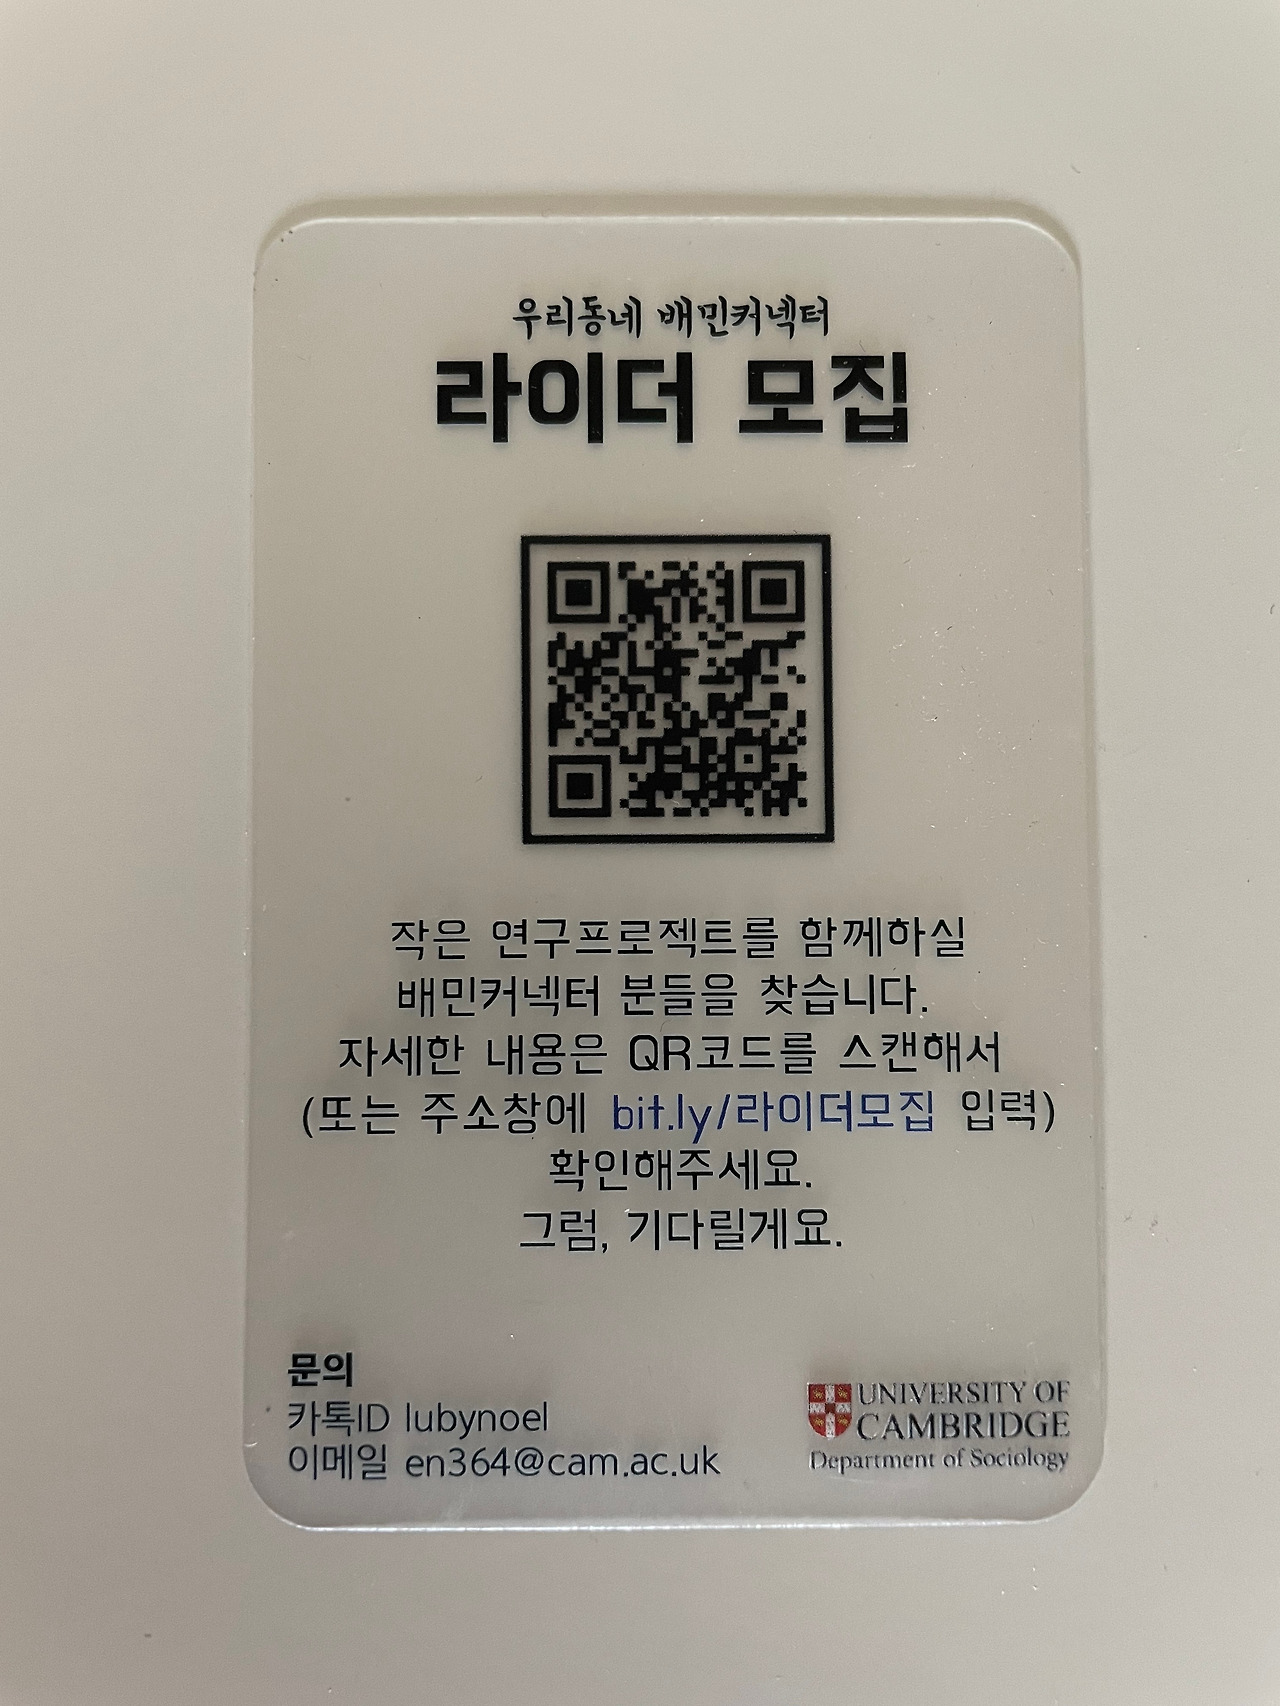 우리동네 배민커넥터
라이더 모집
작은 연구프로젝트를 함께하실
배민커넥터 분들을 찾습니다.
자세한 내용은 QR코드를 스캔해서
(또는 주소창에 bit.ly/라이더모집 입력)
확인해주세요.
그럼, 기다릴게요.
문의
카톡ID lubynoel
이메일 en364@cam.ac.uk
UNIVERSITY OF
CAMBRIDGE
Department of Sociology